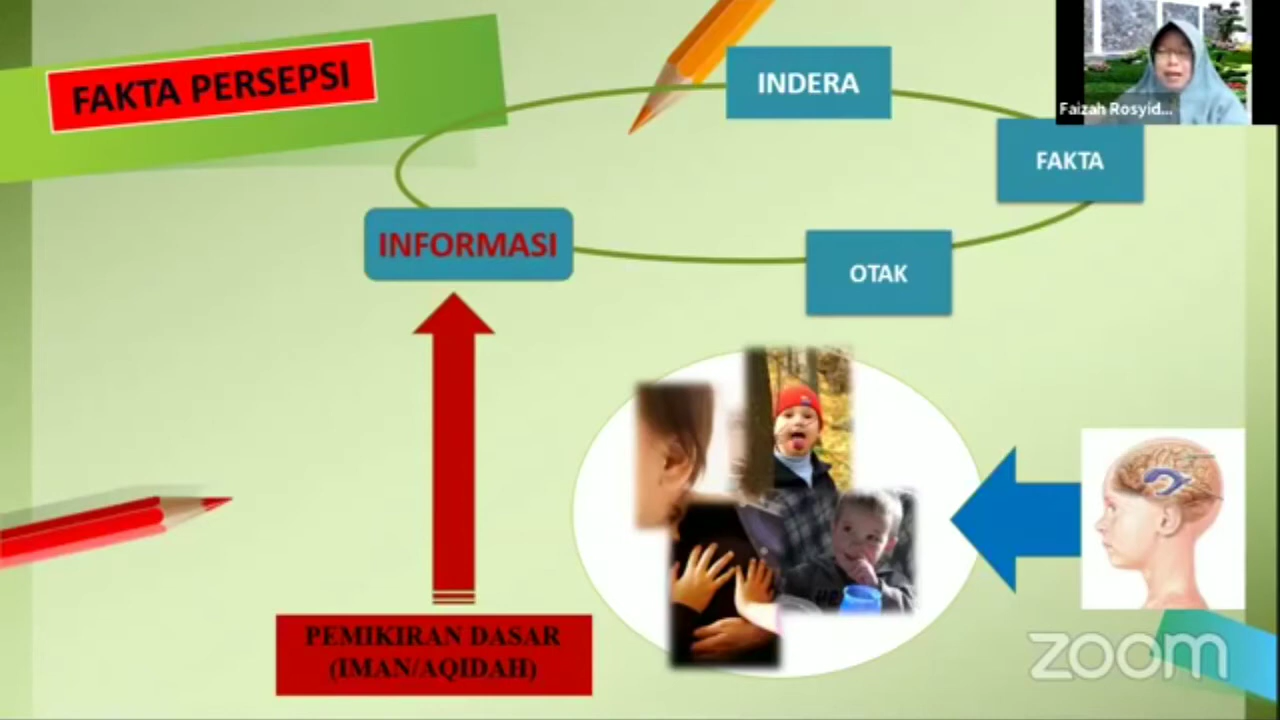 FAKTA PERSEPSI
INDERA
Faizah Rosyid...
FAKTA
INFORMASI
OTAK
PEMIKIRAN DASAR
(IMAN/AQIDAH)
zoom